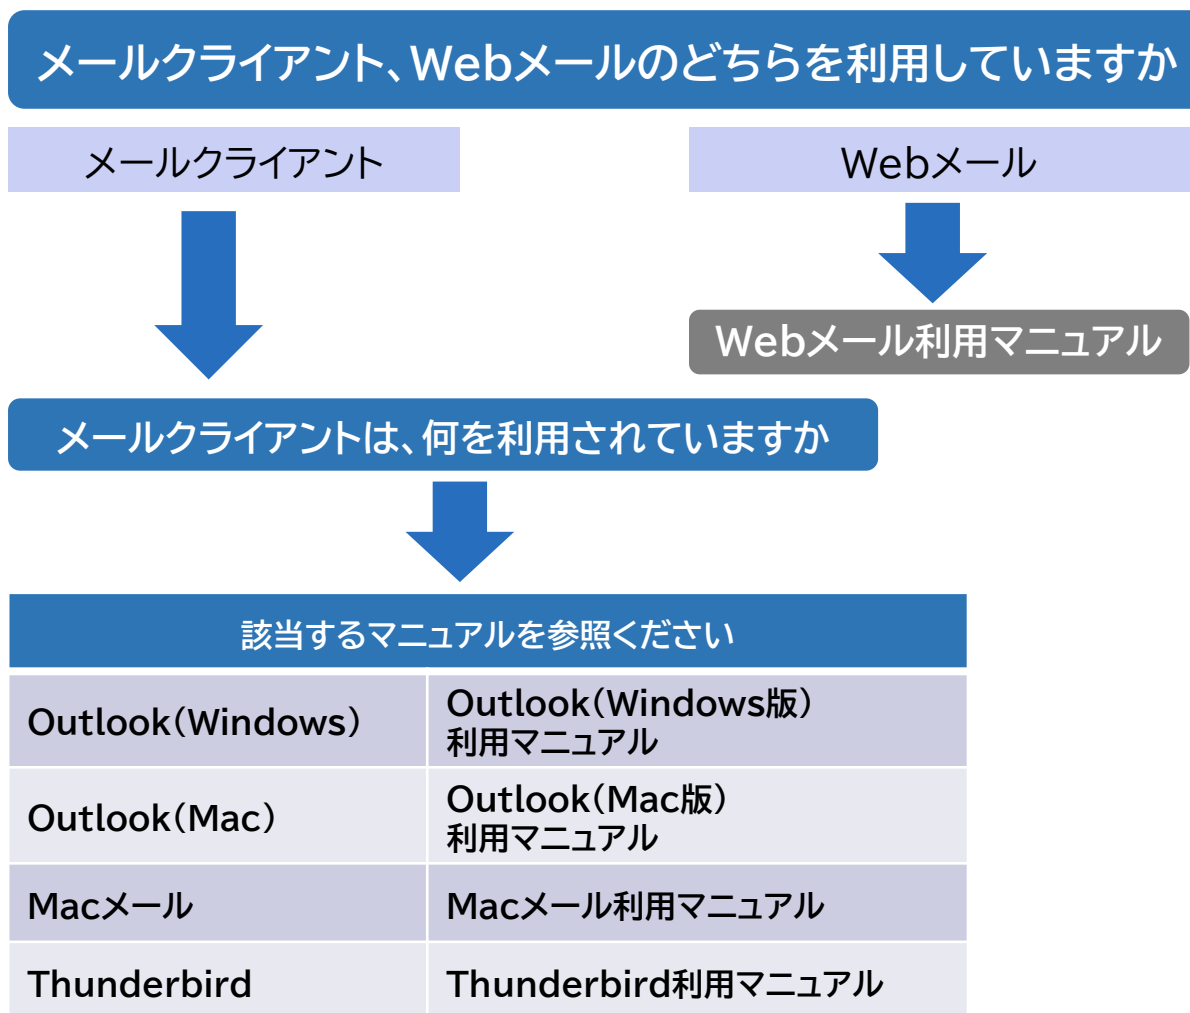 メールクライアント、Webメールのどちらを利用していますか
メールクライアント
Webメール
Webメール利用マニュアル
メールクライアントは、何を利用されていますか
該当するマニュアルを参照ください
Outlook（Windows）
Outlook（Windows版）
利用マニュアル
Outlook（Mac）
Outlook（Mac版）
利用マニュアル
Macメール
Macメール利用マニュアル
Thunderbird
Thunderbird利用マニュアル